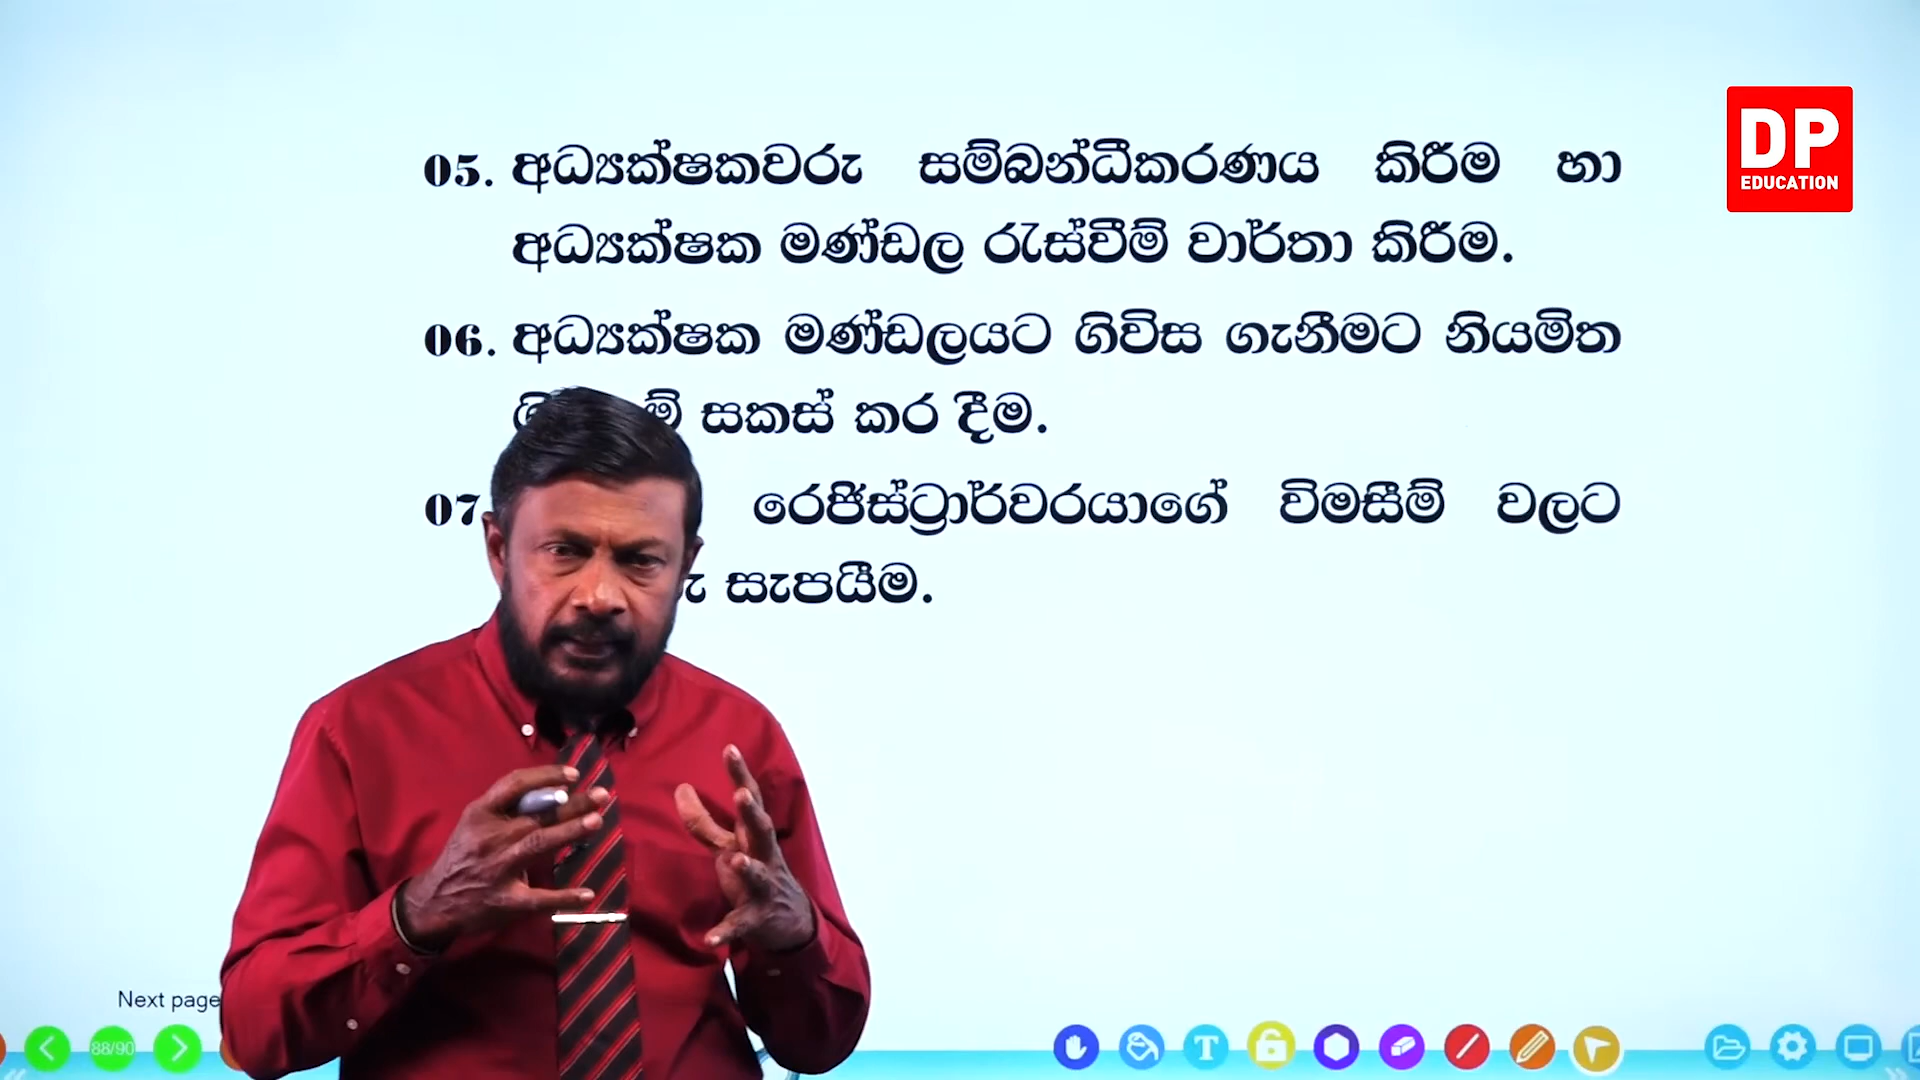 DP
EDUCATION
05. අධ්‍යක්ෂකවරු සම්බන්ධීකරණය කිරීම හා
අධ්‍යක්ෂක මණ්ඩල රැස්වීම් වාර්තා කිරීම.
06. අධ්‍යක්ෂක මණ්ඩලයට ගිවිස ගැනීමට නියමිත
සකස් කර දීම.
07 රෙජිස්ට්‍රාර්වරයාගේ විමසීම් වලට
සැපයීම.
Next page
88/90
T